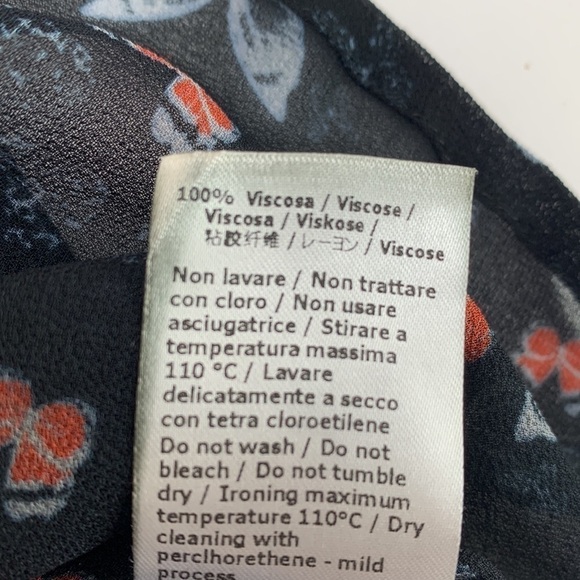 100% Viscosa / Viscose /
Viscosa / Viskose /
粘胶纤维 / レーヨン / Viscose
Non lavare / Non trattare
con cloro / Non usare
asciugatrice / Stirare a
temperatura massima
110 °C / Lavare
delicatamente a secco
con tetra cloroetilene
Do not wash / Do not
bleach / Do not tumble
dry / Ironing maximum
temperature 110°C / Dry
cleaning with
perclhorethene - mild
process